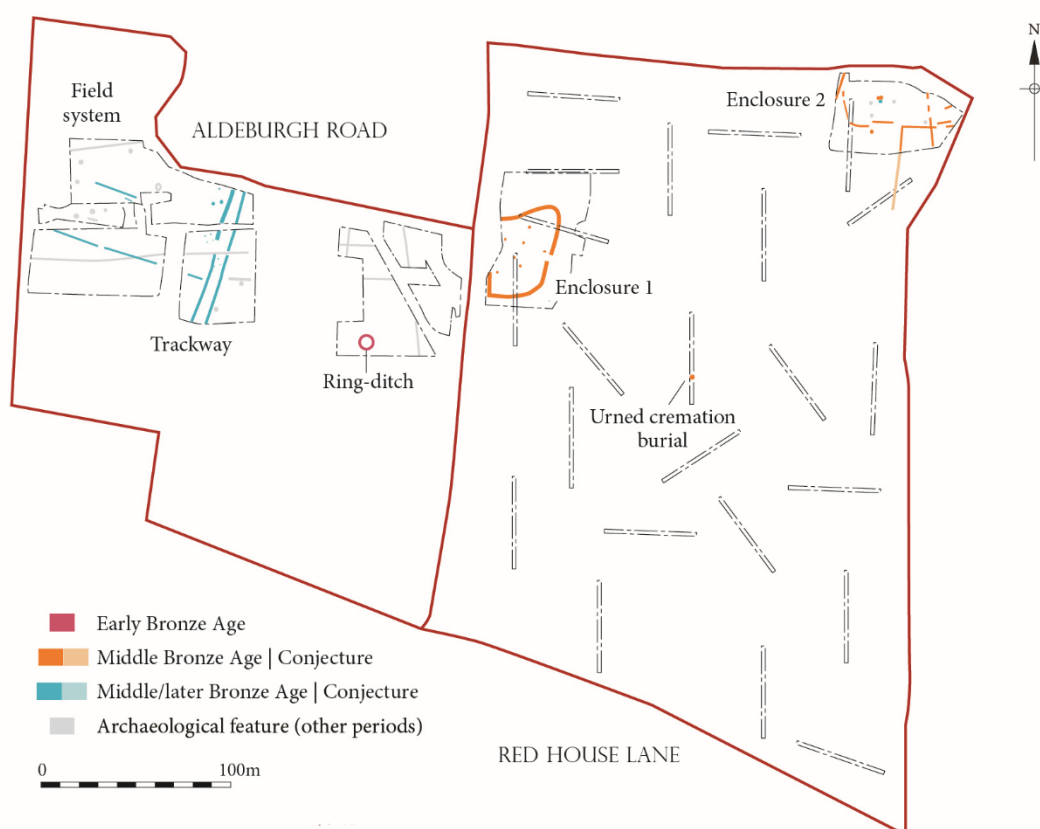 N
Field
system
ALDEBURGH ROAD
Enclosure 2
Enclosure 1
Trackway
Ring-ditch
Urned cremation
burial
Early Bronze Age
Middle Bronze Age | Conjecture
Middle/later Bronze Age | Conjecture
Archaeological feature (other periods)
RED HOUSE LANE
0 100m